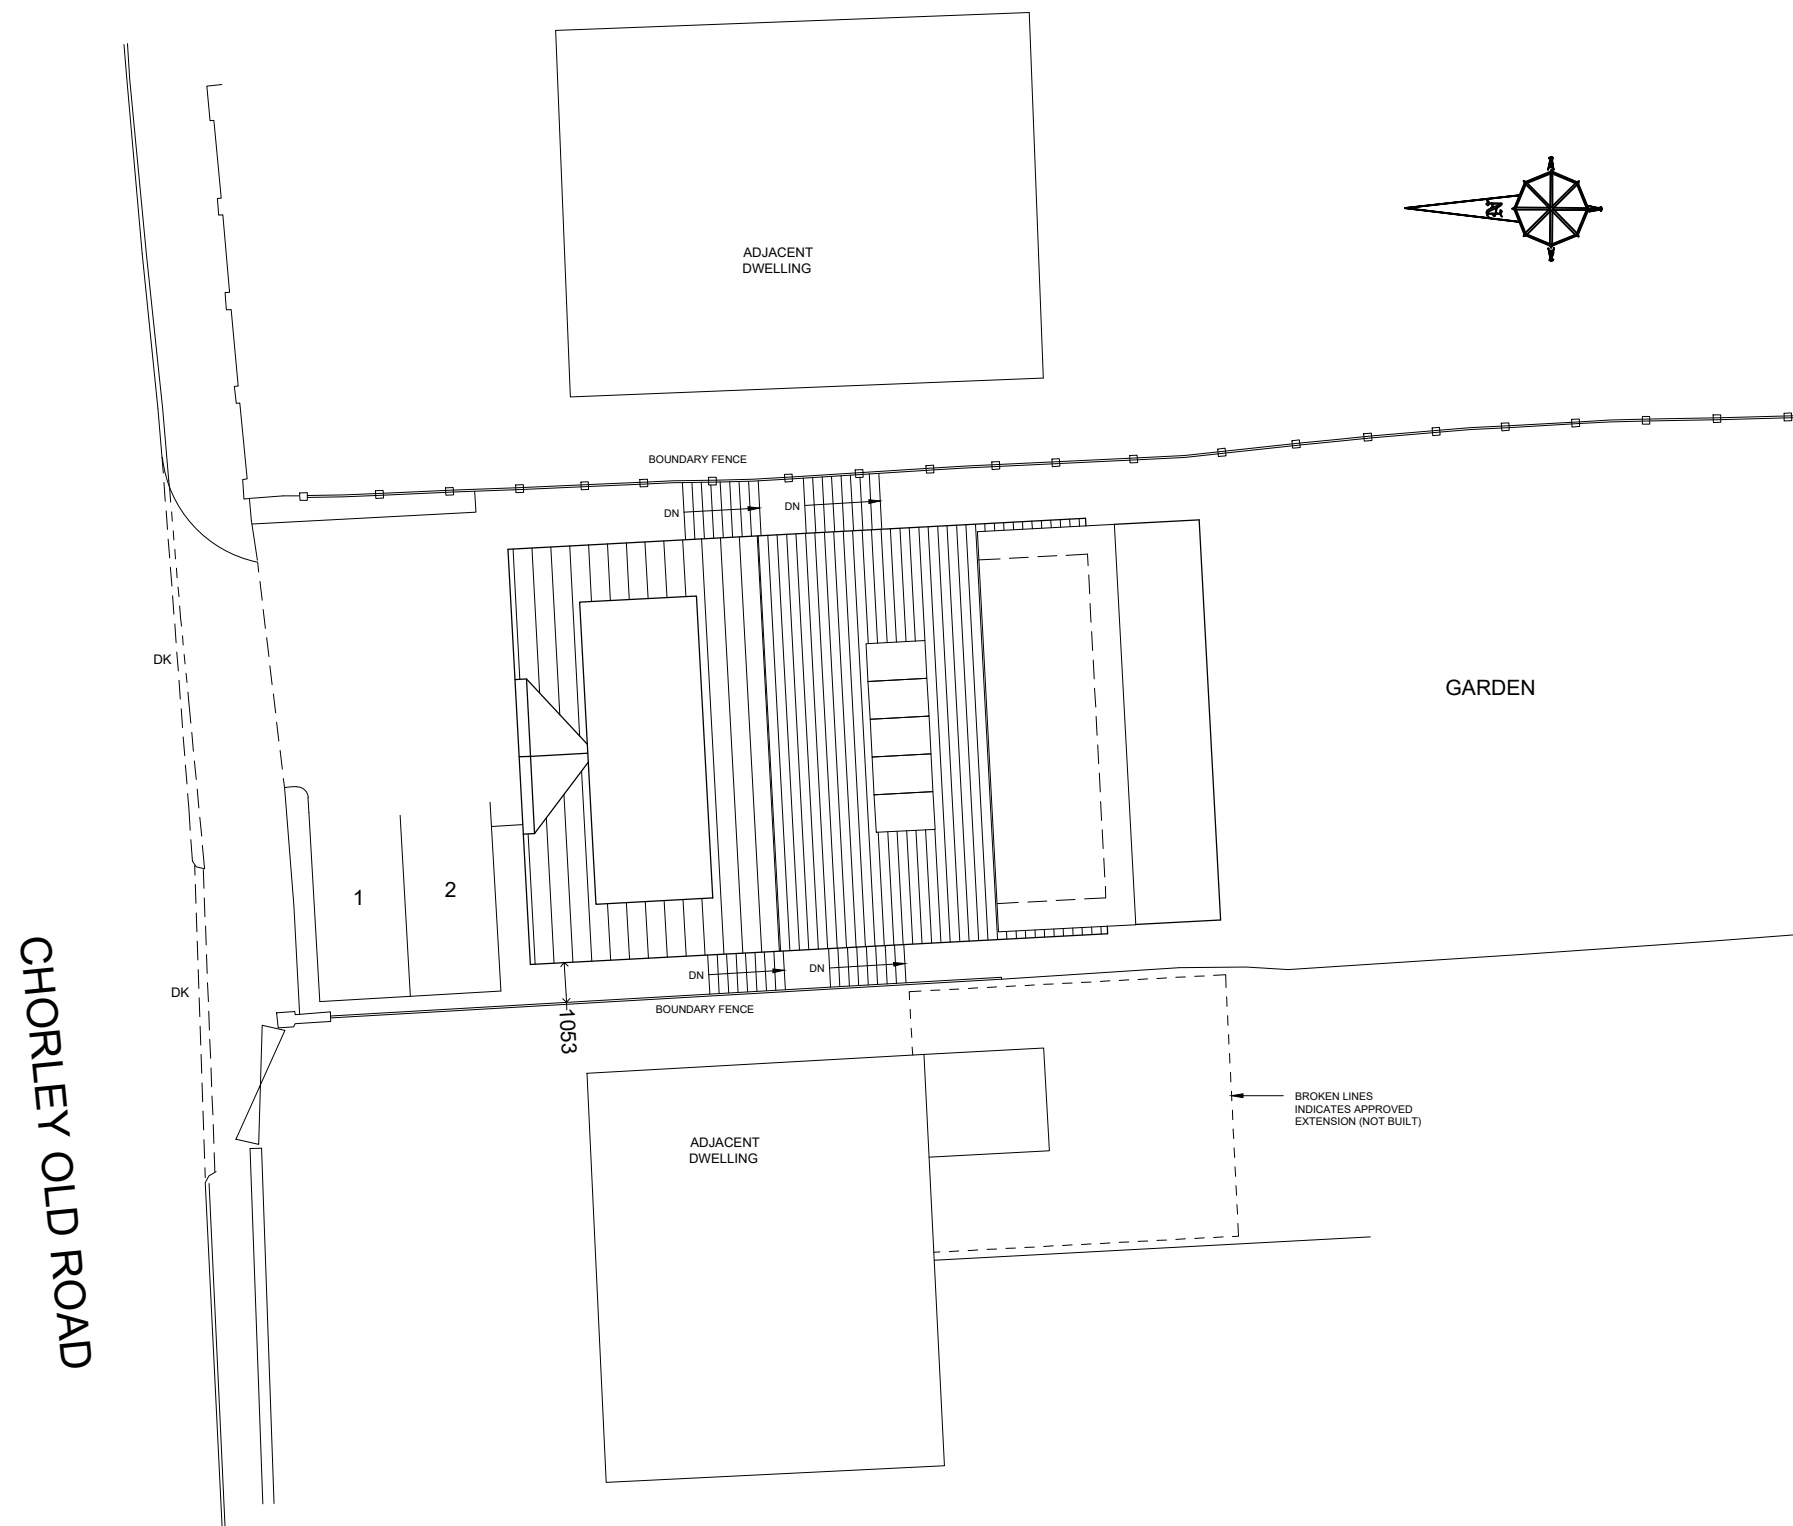 ADJACENT
DWELLING
N
BOUNDARY FENCE
DN
DN
DK
GARDEN
1
2
DN
DN
DK
BOUNDARY FENCE
1053
CHORLEY OLD ROAD
BROKEN LINES
INDICATES APPROVED
EXTENSION (NOT BUILT)
ADJACENT
DWELLING